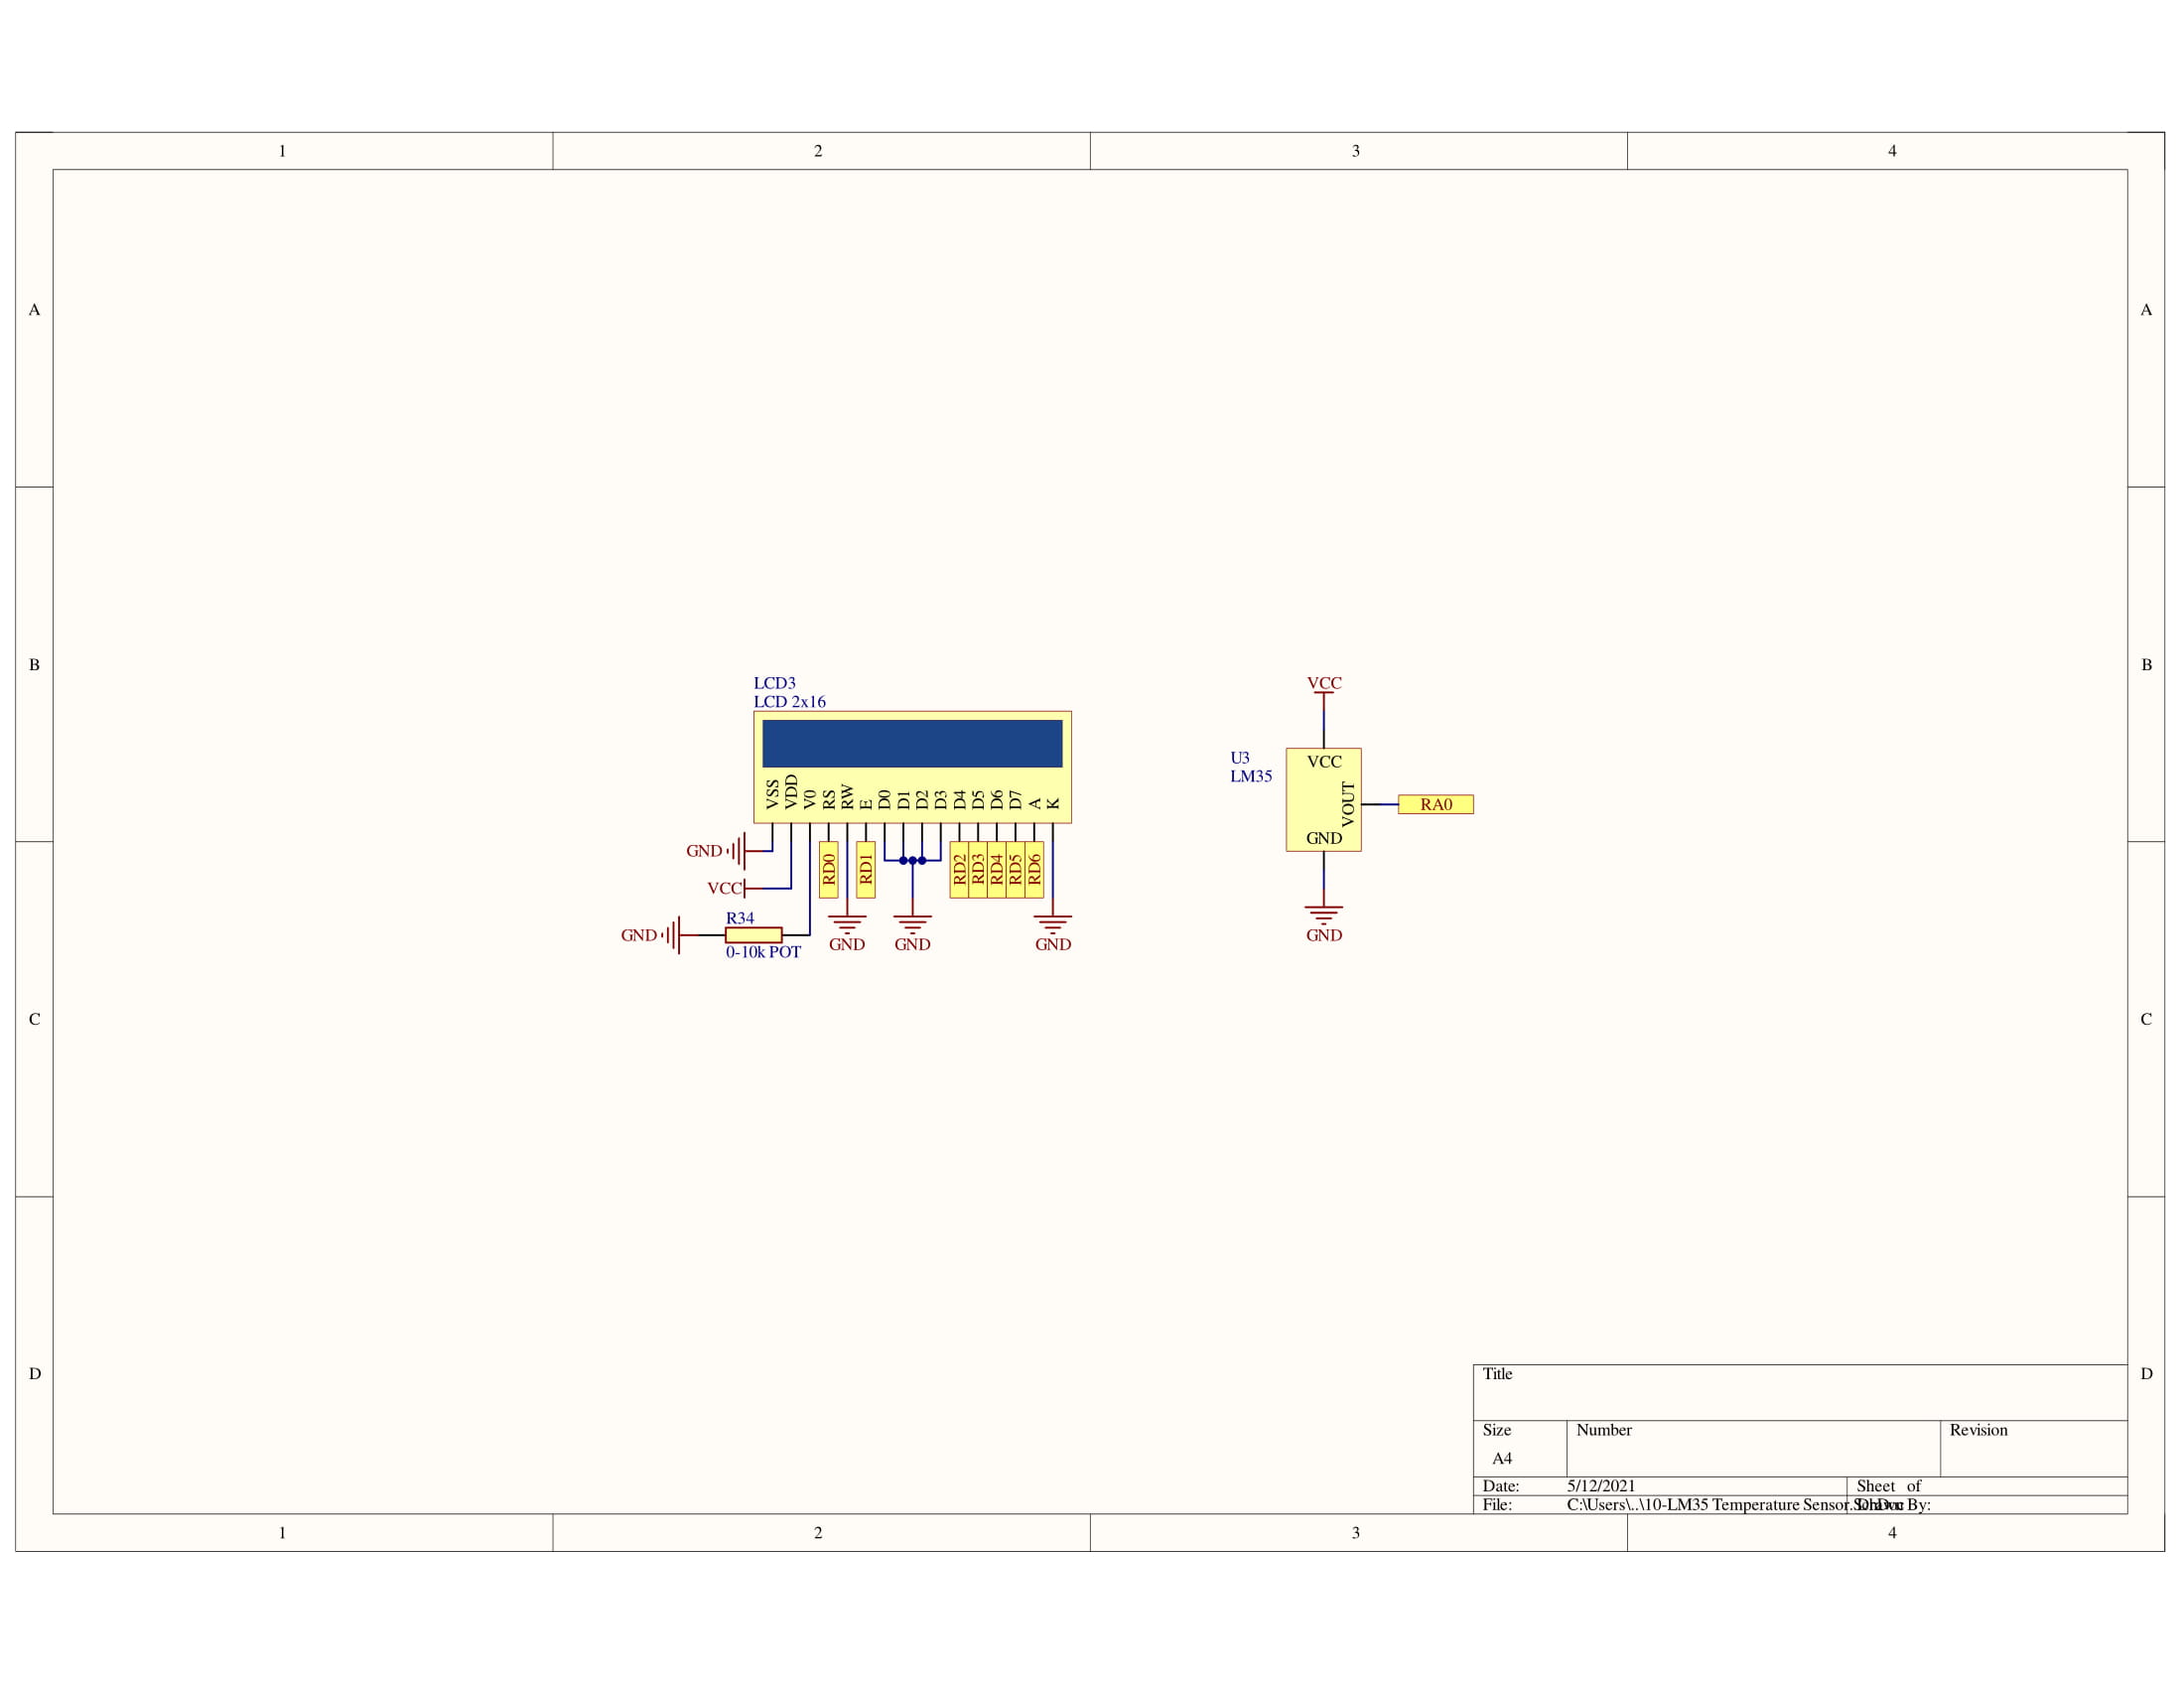 1 2 3 4
A A
B B
LCD3
LCD 2x16
VSS VDD V0 RS RW E D0 D1 D2 D3 D4 D5 D6 D7 A K
GND
VCC
RD0 RD1 RD2 RD3 RD4 RD5 RD6
GND
R34
0-10k POT
GND GND GND
VCC
U3
LM35
VCC
VOUT
GND
RA0
GND
C C
D D
Title
Size Number Revision
A4
Date: 5/12/2021 Sheet of
File: C:\Users\..\10-LM35 Temperature Sensor.SchDoc Drawn By:
1 2 3 4